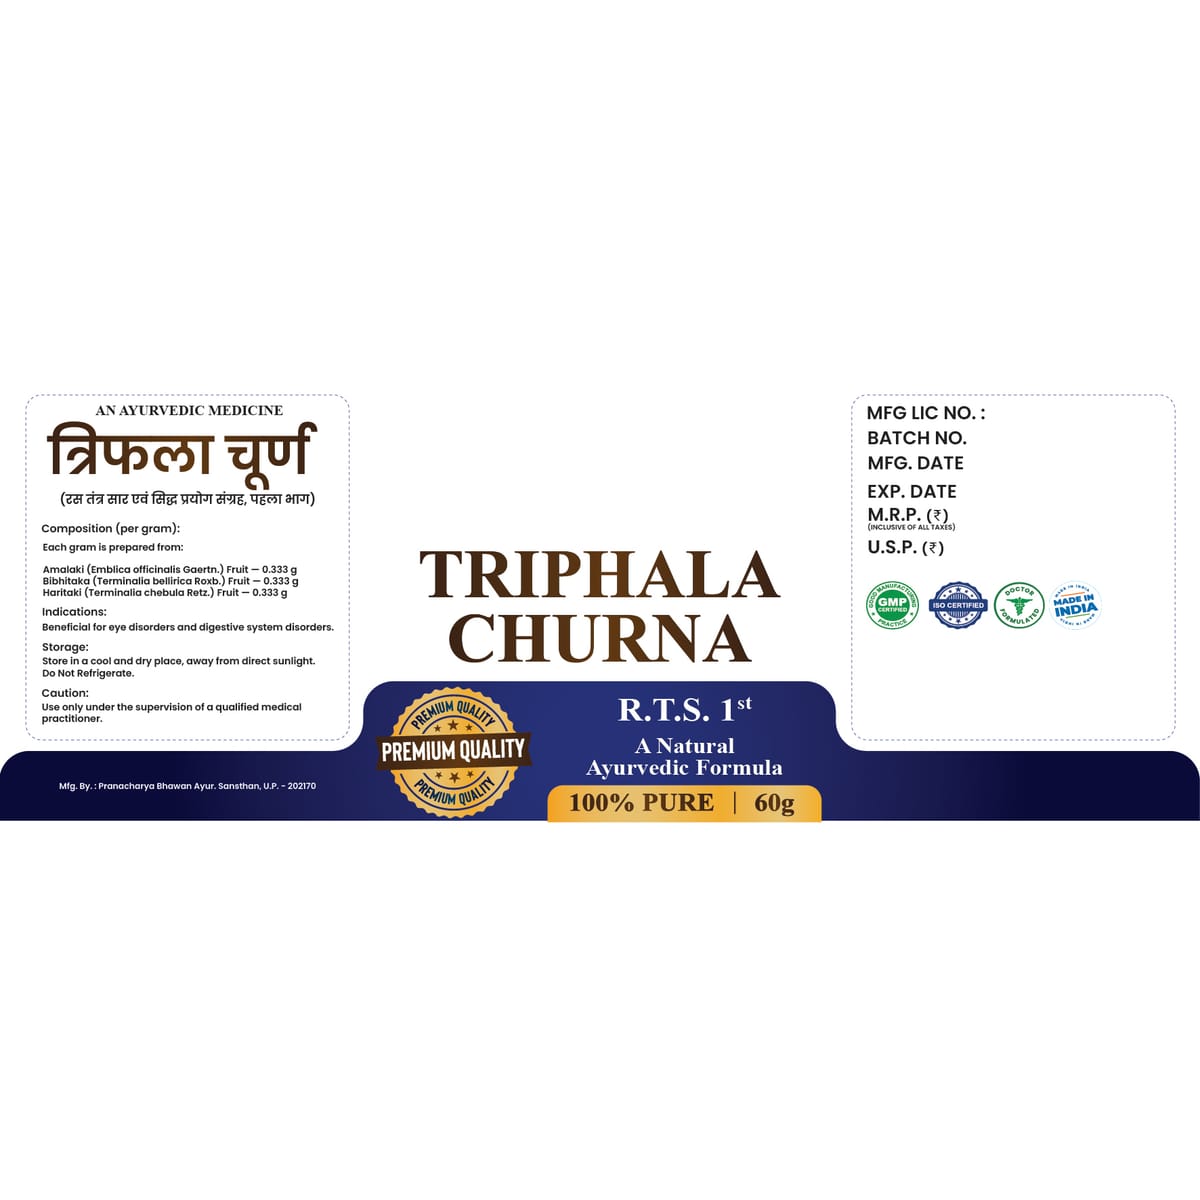 AN AYURVEDIC MEDICINE
त्रिफला चूर्ण
(रस तंत्र सार एवं सिद्ध प्रयोग संग्रह, पहला भाग)
Composition (per gram):
Each gram is prepared from:
Amalaki (Emblica officinalis Gaertn.) Fruit — 0.333 g
Bibhitaka (Terminalia bellirica Roxb.) Fruit — 0.333 g
Haritaki (Terminalia chebula Retz.) Fruit — 0.333 g
Indications:
Beneficial for eye disorders and digestive system disorders.
Storage:
Store in a cool and dry place, away from direct sunlight.
Do Not Refrigerate.
Caution:
Use only under the supervision of a qualified medical
practitioner.
Mfg. By. : Pranacharya Bhawan Ayur. Sansthan, U.P. - 202170
TRIPHALA
CHURNA
PREMIUM QUALITY
PREMIUM QUALITY
PREMIUM QUALITY
R.T.S. 1st
A Natural
Ayurvedic Formula
100% PURE | 60g
MFG LIC NO. :
BATCH NO.
MFG. DATE
EXP. DATE
M.R.P. (₹)
(INCLUSIVE OF ALL TAXES)
U.S.P. (₹)
GOOD MANUFACTURING
GMP
CERTIFIED
PRACTICE
ISO CERTIFIED
DOCTOR
FORMULATED
MADE IN INDIA
MADE IN
INDIA